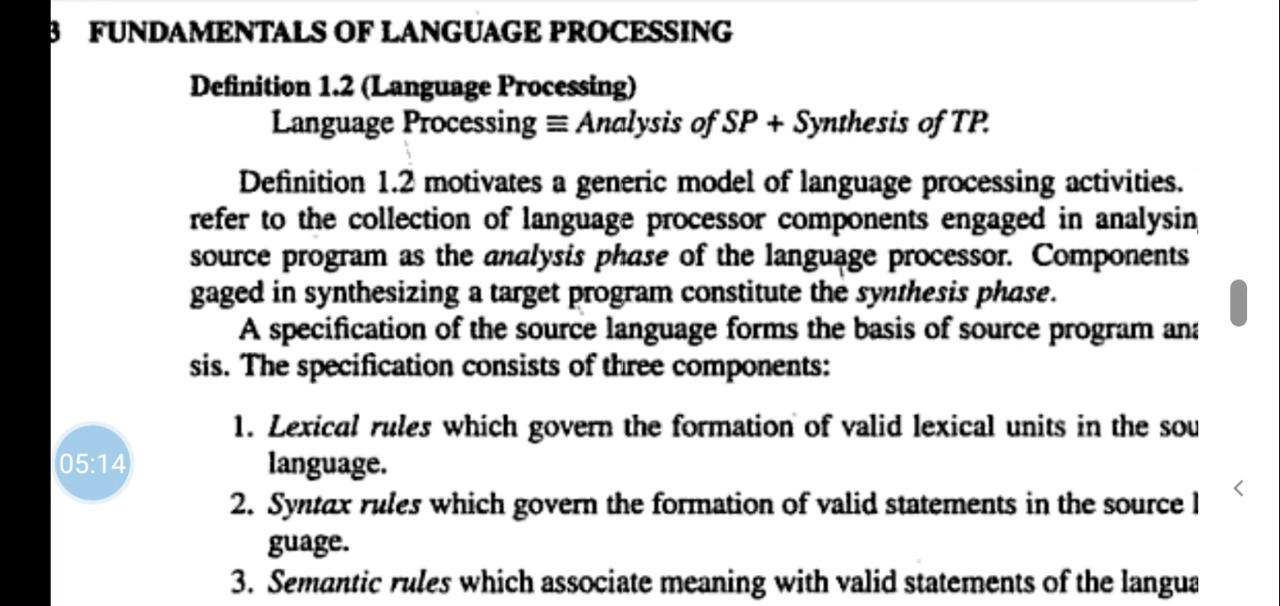 3 FUNDAMENTALS OF LANGUAGE PROCESSING
Definition 1.2 (Language Processing)
Language Processing ≡ Analysis of SP + Synthesis of TP.
Definition 1.2 motivates a generic model of language processing activities.
refer to the collection of language processor components engaged in analysin
source program as the analysis phase of the language processor. Components
gaged in synthesizing a target program constitute the synthesis phase.
A specification of the source language forms the basis of source program ana
sis. The specification consists of three components:
1. Lexical rules which govern the formation of valid lexical units in the sou
language.
05:14
2. Syntax rules which govern the formation of valid statements in the source l
guage.
3. Semantic rules which associate meaning with valid statements of the langua